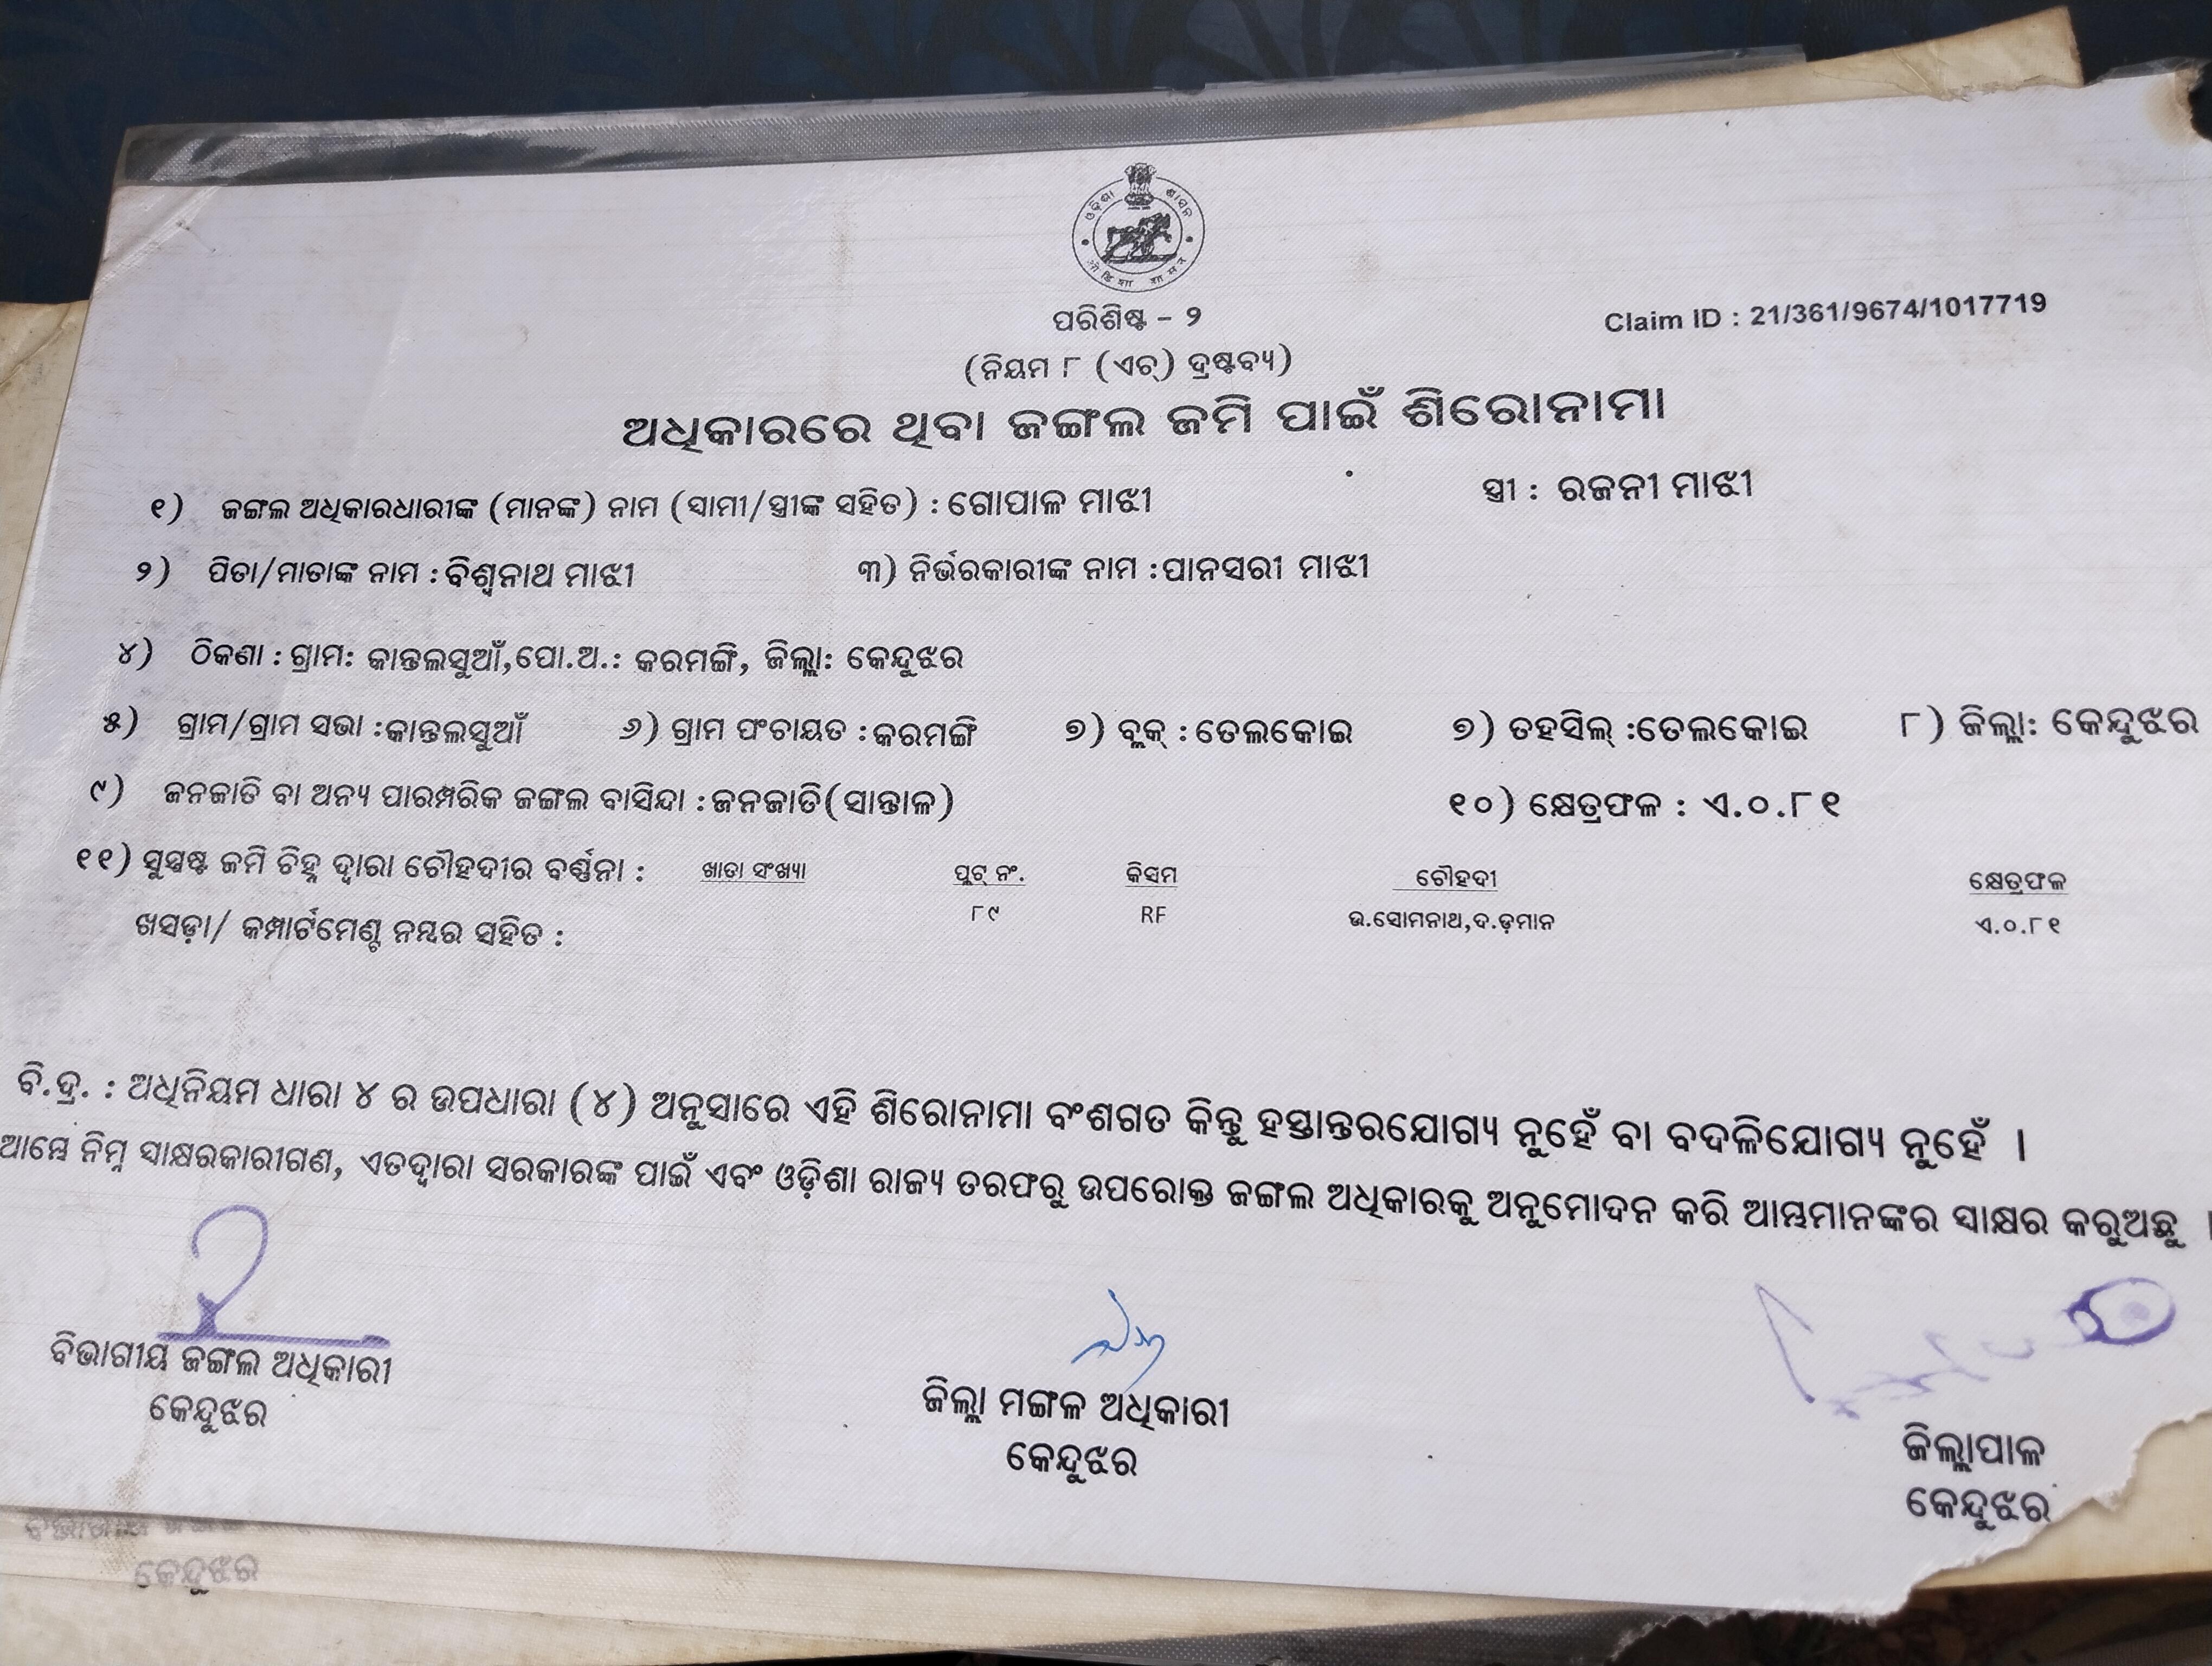 ଓଡ଼ିଶା ଶାସନ
ओडिशा शासन
ପରିଶିଷ୍ଟ - ୨
Claim ID : 21/361/9674/1017719
(ନିୟମ ୮ (ଏଚ୍) ଦ୍ରଷ୍ଟବ୍ୟ)
ଅଧିକାରରେ ଥିବା ଜଙ୍ଗଲ ଜମି ପାଇଁ ଶିରୋନାମା
୧) ଜଙ୍ଗଲ ଅଧିକାରଧାରୀଙ୍କ (ମାନଙ୍କ) ନାମ (ସାମୀ/ସ୍ତ୍ରୀଙ୍କ ସହିତ) : ଗୋପାଳ ମାଝୀ ସ୍ତ୍ରୀ : ରଜନୀ ମାଝୀ
୨) ପିତା/ମାତାଙ୍କ ନାମ : ବିଶ୍ୱନାଥ ମାଝୀ ୩) ନିର୍ଭରକାରୀଙ୍କ ନାମ : ପାନସରୀ ମାଝୀ
୪) ଠିକଣା : ଗ୍ରାମ: କାନ୍ତଲସୁଆଁ, ପୋ.ଅ.: କରମଙ୍ଗି, ଜିଲ୍ଲା: କେନ୍ଦୁଝର
୫) ଗ୍ରାମ/ଗ୍ରାମ ସଭା : କାନ୍ତଲସୁଆଁ ୬) ଗ୍ରାମ ପଂଚାୟତ : କରମଙ୍ଗି ୭) ବ୍ଲକ୍ : ତେଲକୋଇ ୭) ତହସିଲ୍ : ତେଲକୋଇ ୮) ଜିଲ୍ଲା: କେନ୍ଦୁଝର
୯) ଜନଜାତି ବା ଅନ୍ୟ ପାରମ୍ପରିକ ଜଙ୍ଗଲ ବାସିନ୍ଦା : ଜନଜାତି(ସାନ୍ତାଳ) ୧୦) କ୍ଷେତ୍ରଫଳ : ଏ.୦.୮୧
୧୧) ସୁସ୍ପଷ୍ଟ ଜମି ଚିହ୍ନ ଦ୍ୱାରା ଚୌହଦୀର ବର୍ଣ୍ଣନା : ଖାତା ସଂଖ୍ୟା ପ୍ଲଟ୍ ନଂ. କିସମ ଚୌହଦୀ କ୍ଷେତ୍ରଫଳ
ଖସଡ଼ା/ କମ୍ପାର୍ଟମେଣ୍ଟ ନମ୍ବର ସହିତ : ୮୯ RF ଉ.ସୋମନାଥ,ଦ.ଡ଼ମାନ ଏ.୦.୮୧
ବି.ଦ୍ର. : ଅଧିନିୟମ ଧାରା ୪ ର ଉପଧାରା (୪) ଅନୁସାରେ ଏହି ଶିରୋନାମା ବଂଶଗତ କିନ୍ତୁ ହସ୍ତାନ୍ତରଯୋଗ୍ୟ ନୁହେଁ ବା ବଦଳିଯୋଗ୍ୟ ନୁହେଁ ।
ଆମ୍ଭେ ନିମ୍ନ ସାକ୍ଷରକାରୀଗଣ, ଏତଦ୍ୱାରା ସରକାରଙ୍କ ପାଇଁ ଏବଂ ଓଡ଼ିଶା ରାଜ୍ୟ ତରଫରୁ ଉପରୋକ୍ତ ଜଙ୍ଗଲ ଅଧିକାରକୁ ଅନୁମୋଦନ କରି ଆମ୍ଭମାନଙ୍କର ସ୍ୱାକ୍ଷର କରୁଅଛୁ ।
ବିଭାଗୀୟ ଜଙ୍ଗଲ ଅଧିକାରୀ
କେନ୍ଦୁଝର
ଜିଲ୍ଲା ମଙ୍ଗଳ ଅଧିକାରୀ
କେନ୍ଦୁଝର
ଜିଲ୍ଲାପାଳ
କେନ୍ଦୁଝର
କେନ୍ଦୁଝର